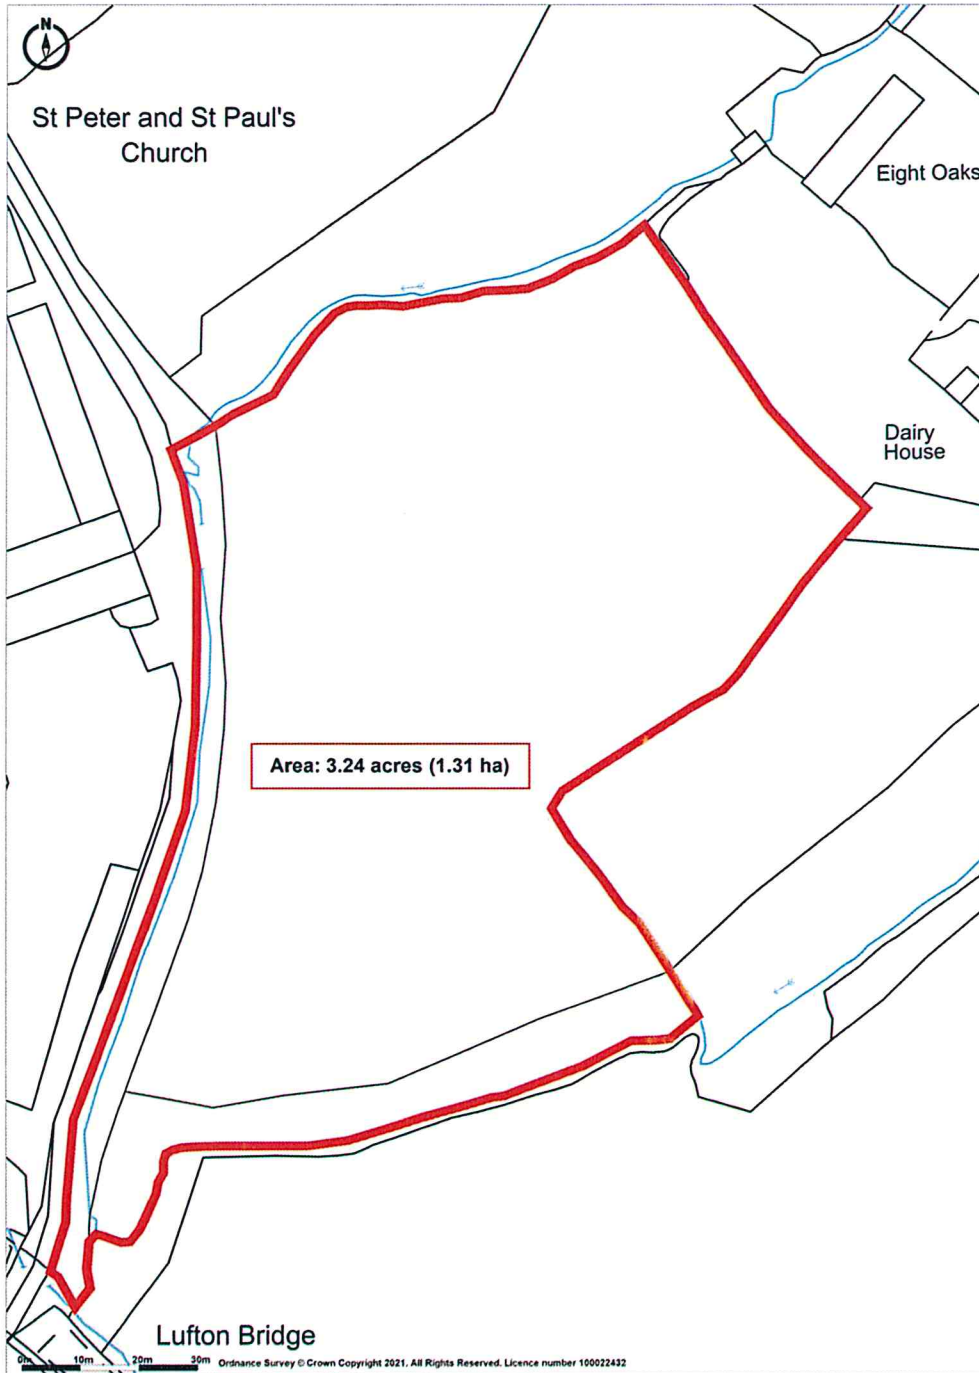 N
St Peter and St Paul's
Church
Eight Oaks
Dairy
House
Area: 3.24 acres (1.31 ha)
Lufton Bridge
0m 10m 20m 30m
Ordnance Survey © Crown Copyright 2021. All Rights Reserved. Licence number 100022432